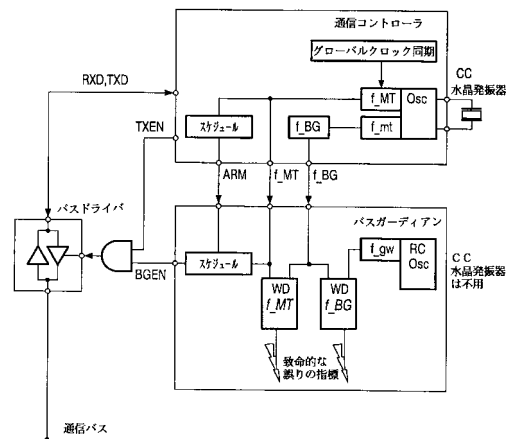 通信コントローラ
グローバルクロック同期
RXD,TXD
CC
水晶発振器
f_MT
Osc
TXEN
スケジュール
f_BG
f_mt
ARM
f_MT
f_BG
バスドライバ
バスガーディアン
BGEN
スケジュール
f_gw
RC
Osc
CC
水晶発振器
は不用
WD
f_MT
WD
f_BG
致命的な
誤りの指標
通信バス